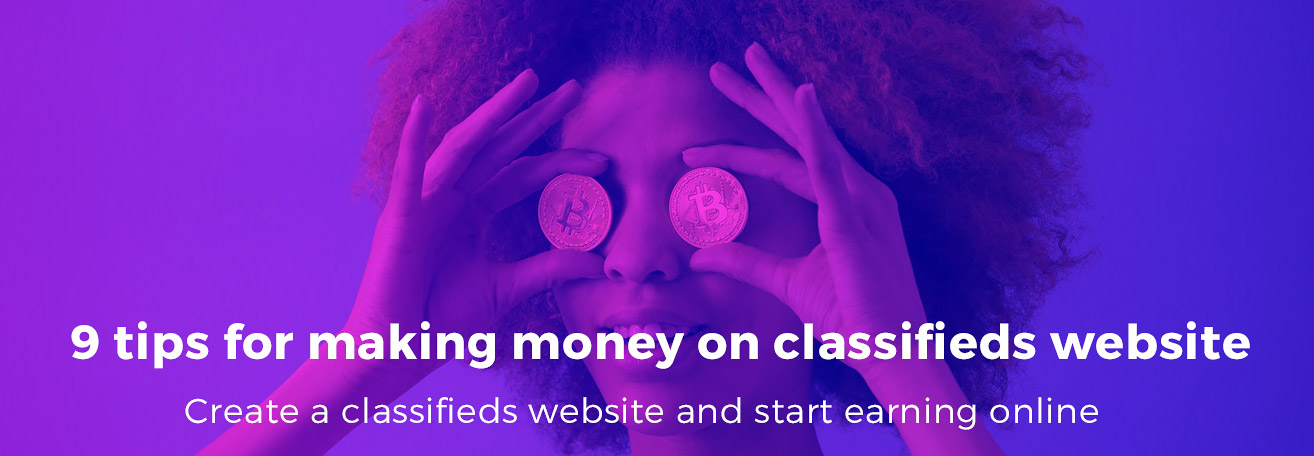 9 tips for making money on classifieds website
Create a classifieds website and start earning online